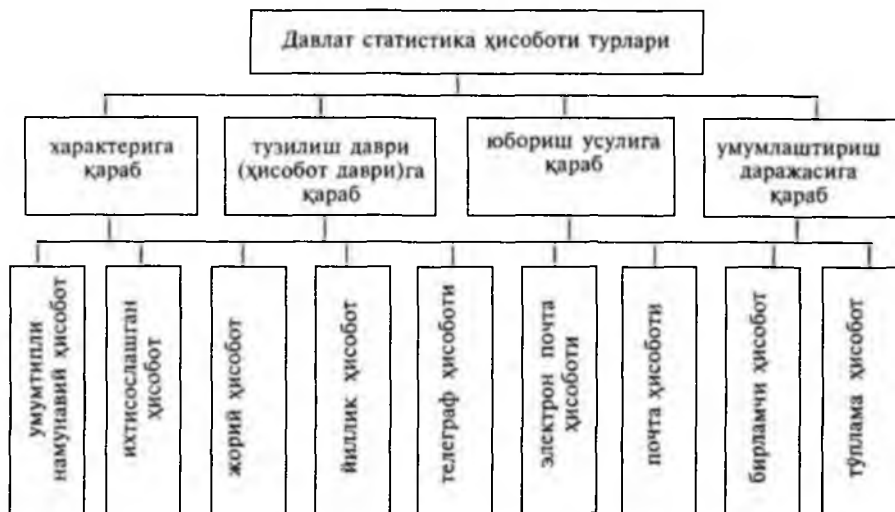 Давлат статистика ҳисоботи турлари
характерига
қараб
тузилиш даври
(ҳисобот даври)га
қараб
юбориш усулига
қараб
умумлаштириш
даражасига
қараб
умумтипли
намунавий ҳисобот
ихтисослашган
ҳисобот
жорий ҳисобот
йиллик ҳисобот
телеграф ҳисоботи
электрон почта
ҳисоботи
почта ҳисоботи
бирламчи ҳисобот
тўплама ҳисобот